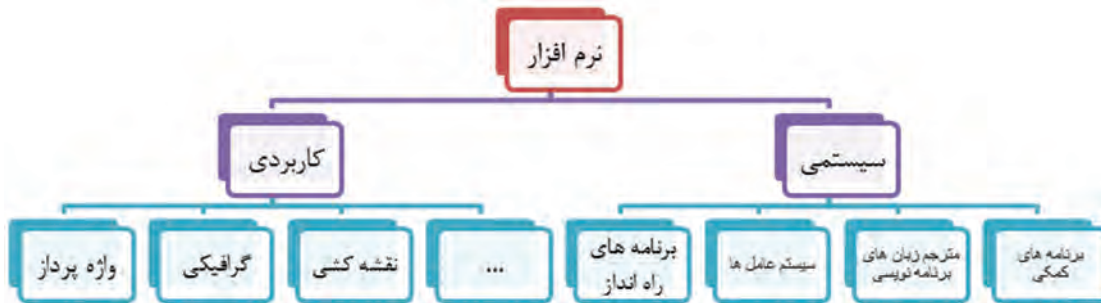 نرم افزار
سیستمی
کاربردی
برنامه های
کمکی
مترجم زبان های
برنامه نویسی
سیستم عامل ها
برنامه های
راه انداز
...
نقشه کشی
گرافیکی
واژه پرداز